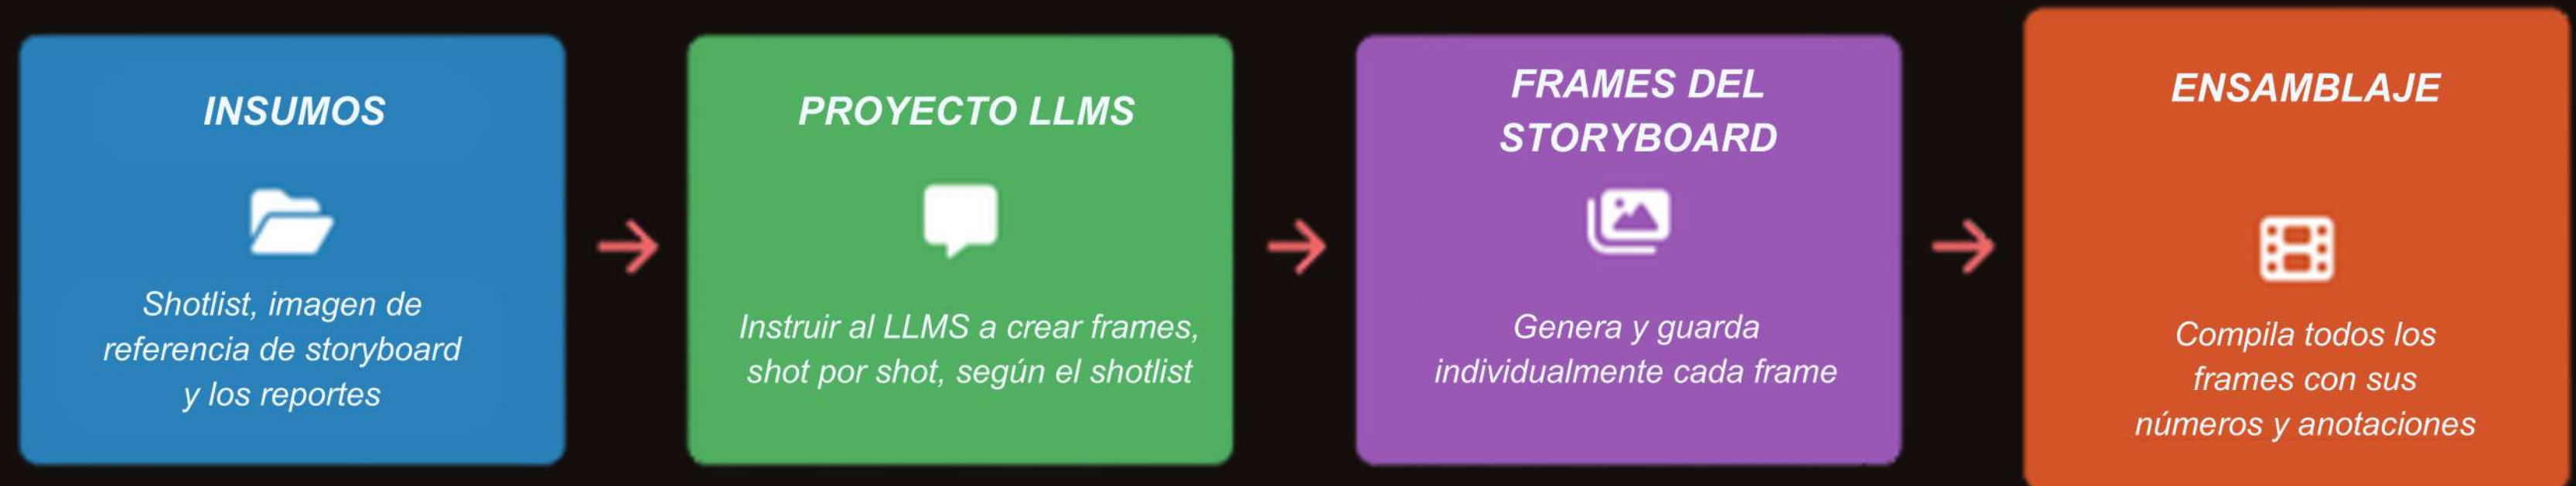 INSUMOS
Shotlist, imagen de
referencia de storyboard
y los reportes
PROYECTO LLMS
Instruir al LLMS a crear frames,
shot por shot, según el shotlist
FRAMES DEL
STORYBOARD
Genera y guarda
individualmente cada frame
ENSAMBLAJE
Compila todos los
frames con sus
números y anotaciones